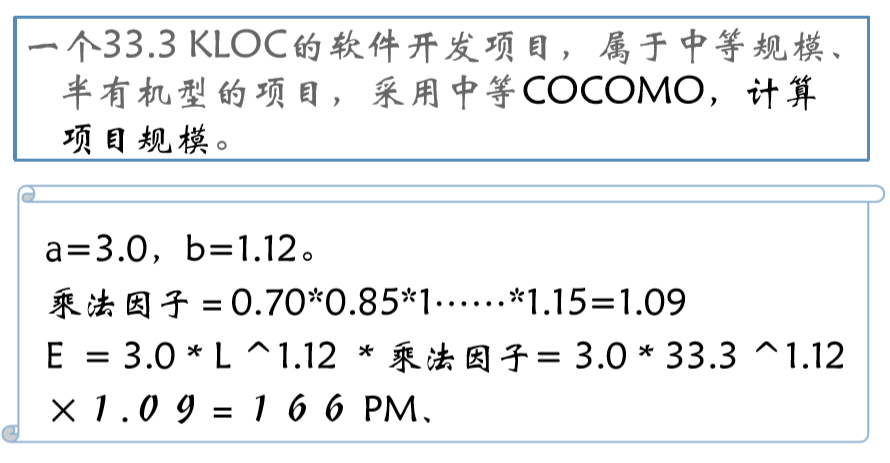 一个33.3 KLOC的软件开发项目，属于中等规模、
半有机型的项目，采用中等COCOMO，计算
项目规模。
a=3.0，b=1.12。
乘法因子 = 0.70*0.85*1……*1.15=1.09
E = 3.0 * L ^1.12 * 乘法因子= 3.0 * 33.3 ^1.12
× 1.09 = 166 PM、